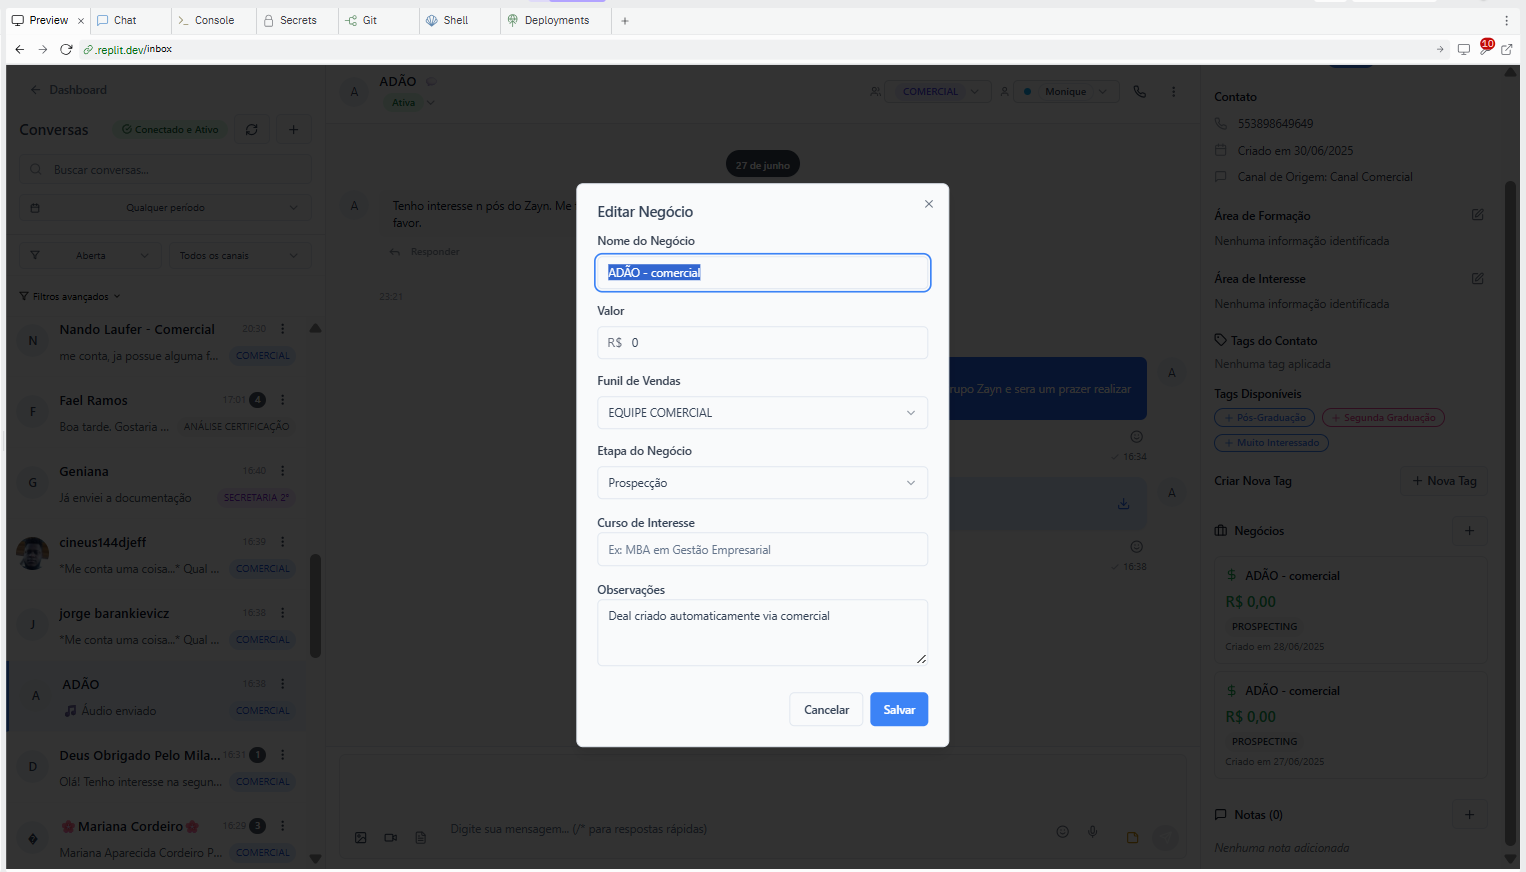 Preview
Chat
Console
Secrets
Git
Shell
Deployments
.replit.dev/inbox
10
Dashboard
Conversas
Conectado e Ativo
Buscar conversas...
Qualquer período
Aberta
Todos os canais
Filtros avançados
N
Nando Laufer - Comercial
20:30
me conta, ja possue alguma f...
COMERCIAL
F
Fael Ramos
17:01
4
Boa tarde. Gostaria ...
ANÁLISE CERTIFICAÇÃO
G
Geniana
16:40
Já enviei a documentação
SECRETARIA 2º
cineus144djeff
16:39
"Me conta uma coisa..." Qual ...
COMERCIAL
J
jorge barankievicz
16:38
"Me conta uma coisa..." Qual ...
COMERCIAL
A
ADÃO
16:38
Áudio enviado
COMERCIAL
D
Deus Obrigado Pelo Mila...
16:31
1
Olá! Tenho interesse na segun...
COMERCIAL
🌸Mariana Cordeiro🌸
16:29
3
Mariana Aparecida Cordeiro P...
COMERCIAL
A
ADÃO
Ativa
COMERCIAL
Monique
27 de junho
A
Tenho interesse n pós do Zayn. Me
favor.
Responder
23:21
rupo Zayn e sera um prazer realizar
A
16:34
A
16:38
Digite sua mensagem... (/" para respostas rápidas)
Editar Negócio
Nome do Negócio
ADÃO - comercial
Valor
R$ 0
Funil de Vendas
EQUIPE COMERCIAL
Etapa do Negócio
Prospecção
Curso de Interesse
Ex: MBA em Gestão Empresarial
Observações
Deal criado automaticamente via comercial
Cancelar
Salvar
Contato
553898649649
Criado em 30/06/2025
Canal de Origem: Canal Comercial
Área de Formação
Nenhuma informação identificada
Área de Interesse
Nenhuma informação identificada
Tags do Contato
Nenhuma tag aplicada
Tags Disponíveis
+ Pós-Graduação
+ Segunda Graduação
+ Muito Interessado
Criar Nova Tag
+ Nova Tag
Negócios
$ ADÃO - comercial
R$ 0,00
PROSPECTING
Criado em 28/06/2025
$ ADÃO - comercial
R$ 0,00
PROSPECTING
Criado em 27/06/2025
Notas (0)
Nenhuma nota adicionada